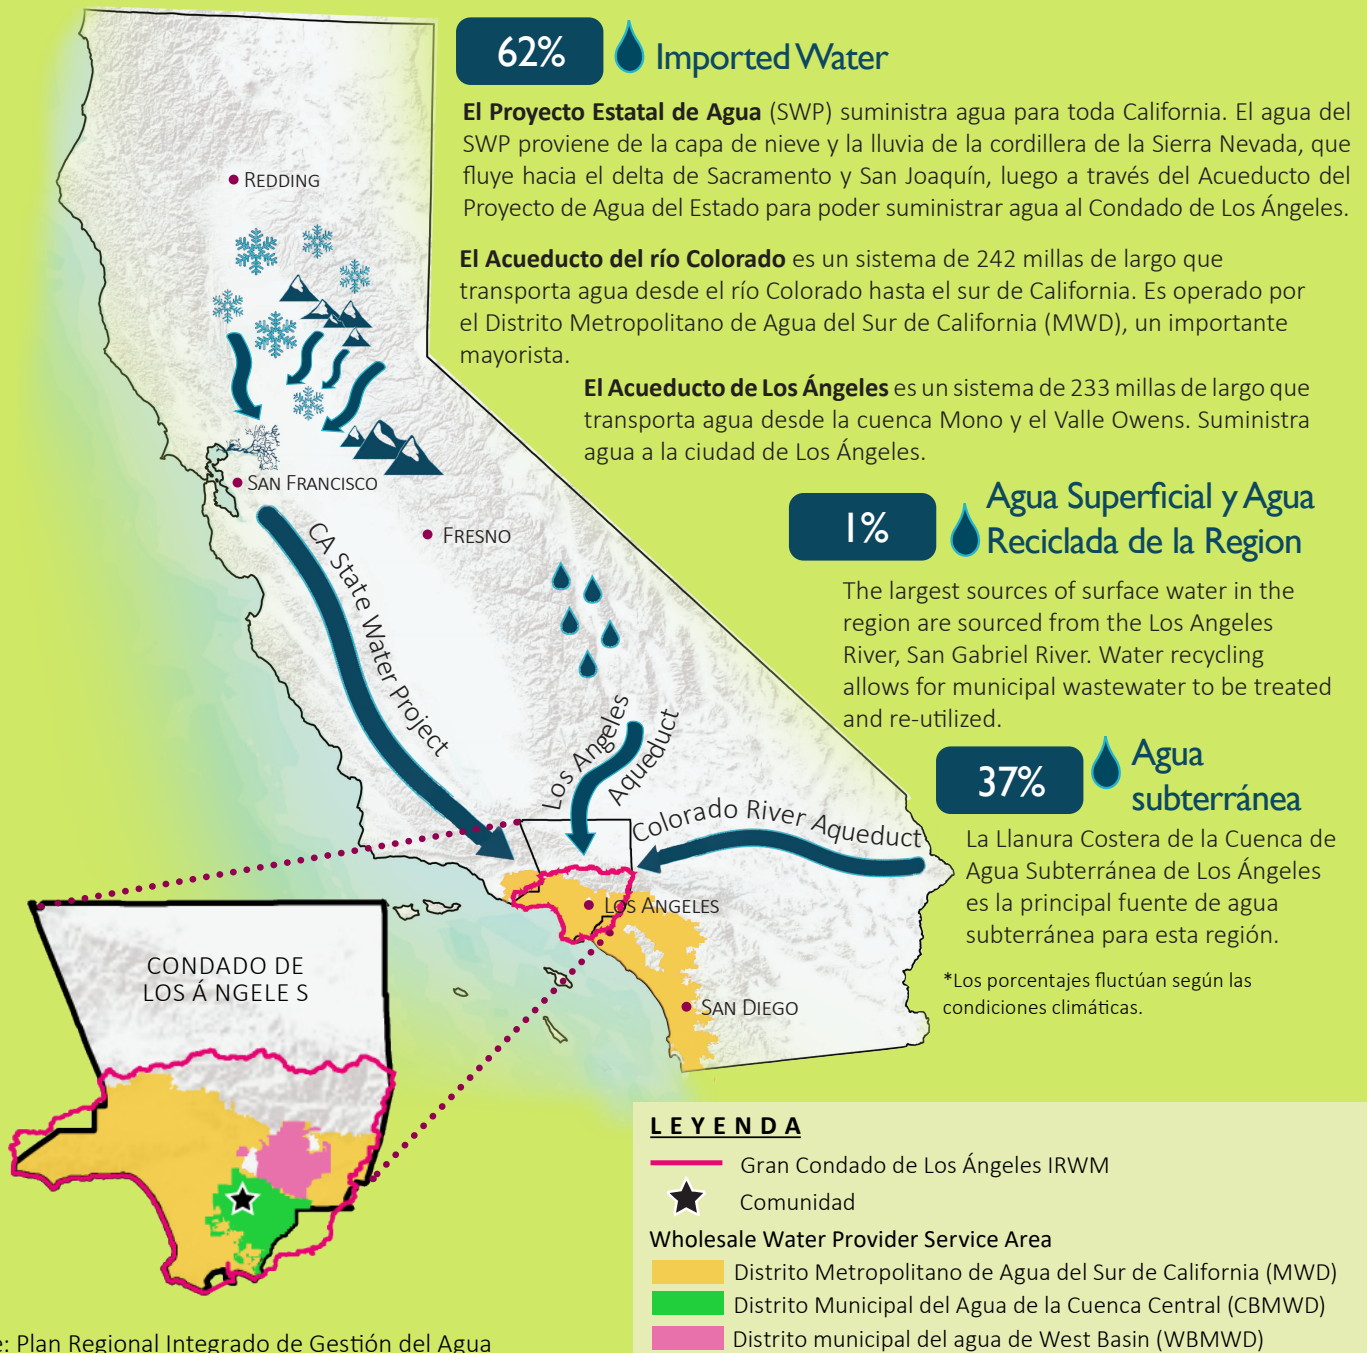 62%
Imported Water
El Proyecto Estatal de Agua (SWP) suministra agua para toda California. El agua del
SWP proviene de la capa de nieve y la lluvia de la cordillera de la Sierra Nevada, que
fluye hacia el delta de Sacramento y San Joaquín, luego a través del Acueducto del
Proyecto de Agua del Estado para poder suministrar agua al Condado de Los Ángeles.
El Acueducto del río Colorado es un sistema de 242 millas de largo que
transporta agua desde el río Colorado hasta el sur de California. Es operado por
el Distrito Metropolitano de Agua del Sur de California (MWD), un importante
mayorista.
El Acueducto de Los Ángeles es un sistema de 233 millas de largo que
transporta agua desde la cuenca Mono y el Valle Owens. Suministra
agua a la ciudad de Los Ángeles.
1%
Agua Superficial y Agua
Reciclada de la Region
The largest sources of surface water in the
region are sourced from the Los Angeles
River, San Gabriel River. Water recycling
allows for municipal wastewater to be treated
and re-utilized.
37%
Agua
subterránea
La Llanura Costera de la Cuenca de
Agua Subterránea de Los Ángeles
es la principal fuente de agua
subterránea para esta región.
*Los porcentajes fluctúan según las
condiciones climáticas.
REDDING
SAN FRANCISCO
FRESNO
CA State Water Project
Los Angeles
Aqueduct
Colorado River Aqueduct
LOS ANGELES
SAN DIEGO
CONDADO DE
LOS Á NGELE S
LEYENDA
Gran Condado de Los Ángeles IRWM
Comunidad
Wholesale Water Provider Service Area
Distrito Metropolitano de Agua del Sur de California (MWD)
Distrito Municipal del Agua de la Cuenca Central (CBMWD)
Distrito municipal del agua de West Basin (WBMWD)
e: Plan Regional Integrado de Gestión del Agua